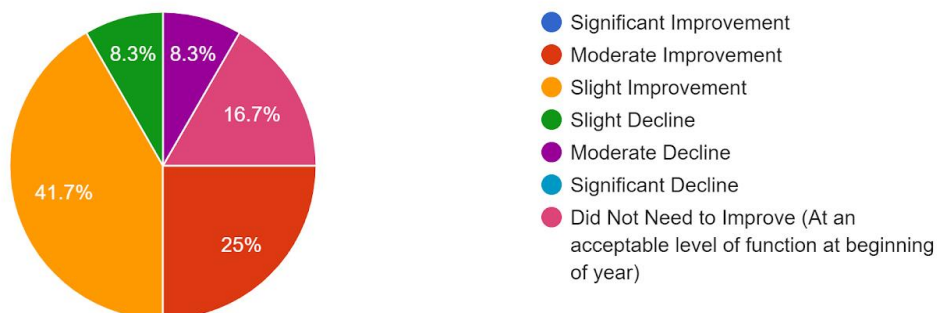 8.3%
8.3%
16.7%
41.7%
25%
Significant Improvement
Moderate Improvement
Slight Improvement
Slight Decline
Moderate Decline
Significant Decline
Did Not Need to Improve (At an
acceptable level of function at beginning
of year)